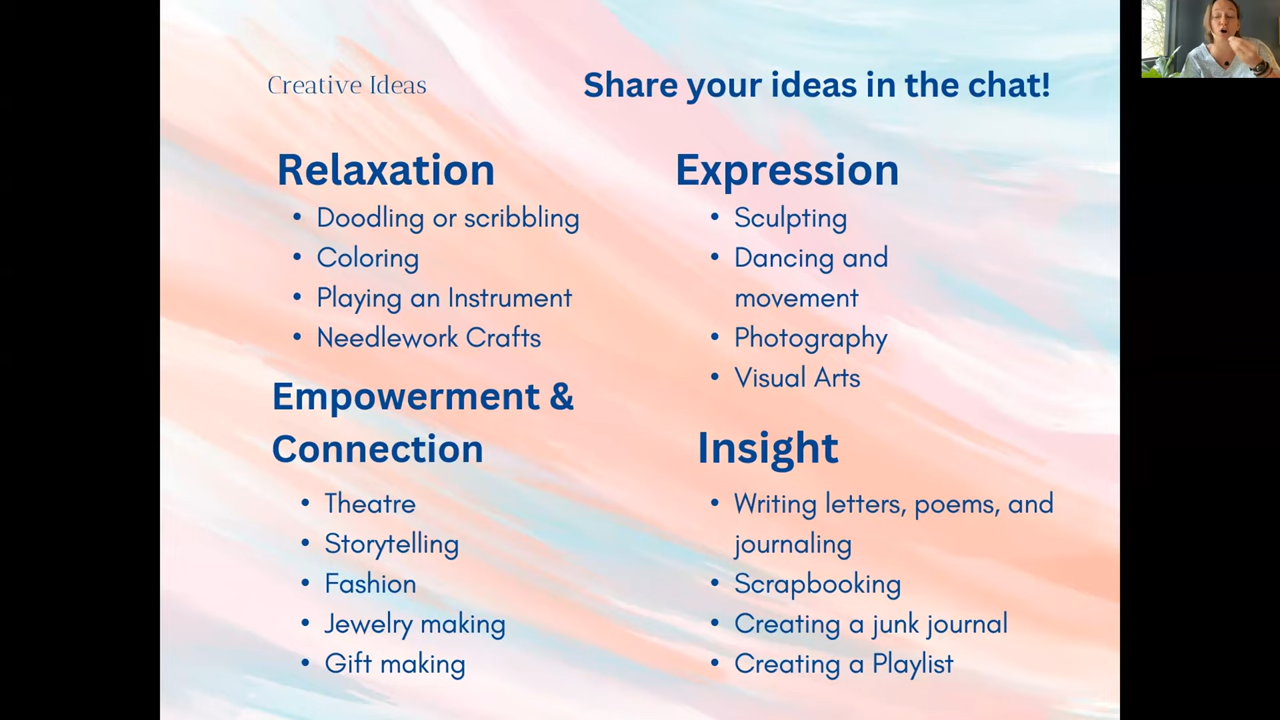 Creative Ideas
Share your ideas in the chat!
Relaxation
• Doodling or scribbling
• Coloring
• Playing an Instrument
• Needlework Crafts
Expression
• Sculpting
• Dancing and
movement
• Photography
• Visual Arts
Empowerment &
Connection
• Theatre
• Storytelling
• Fashion
• Jewelry making
• Gift making
Insight
• Writing letters, poems, and
journaling
• Scrapbooking
• Creating a junk journal
• Creating a Playlist